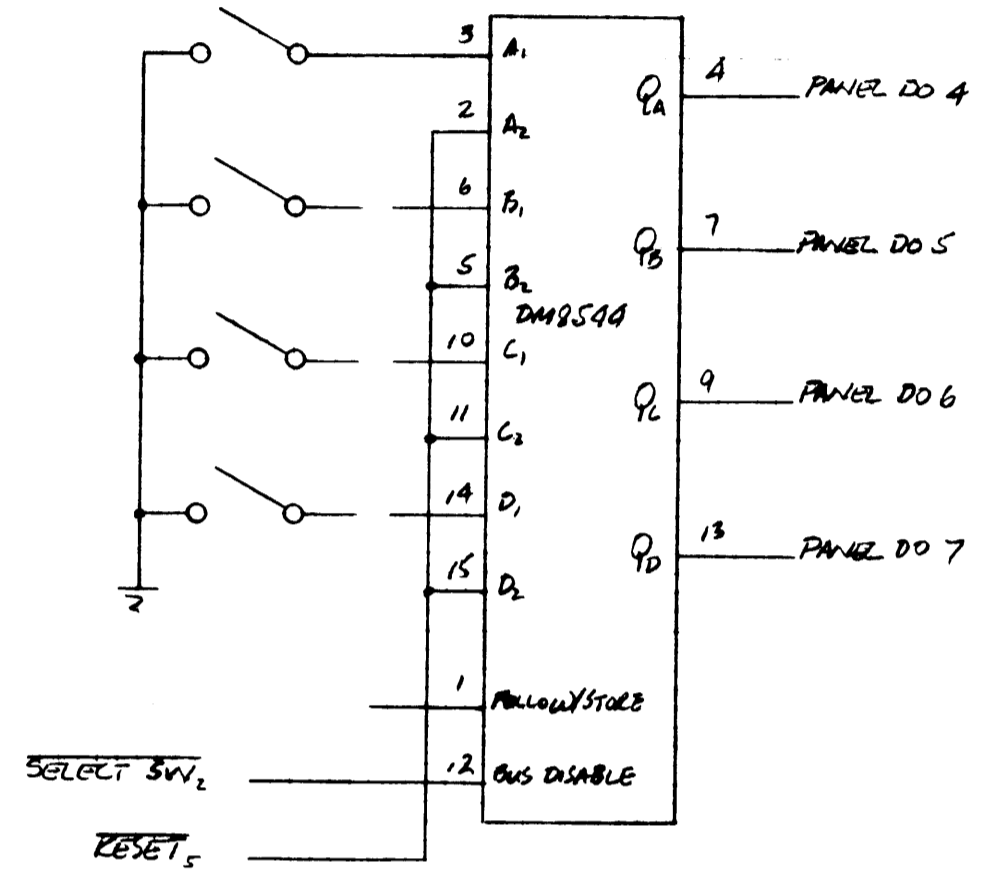 3 A1
QA 4 PANEL DO 4
2 A2
6 B1
QB 7 PANEL DO 5
5 B2
DM8544
10 C1
QC 9 PANEL DO 6
11 C2
14 D1
QD 13 PANEL DO 7
15 D2
1 FOLLOW/STORE
SELECT SW2 12 BUS DISABLE
RESET5